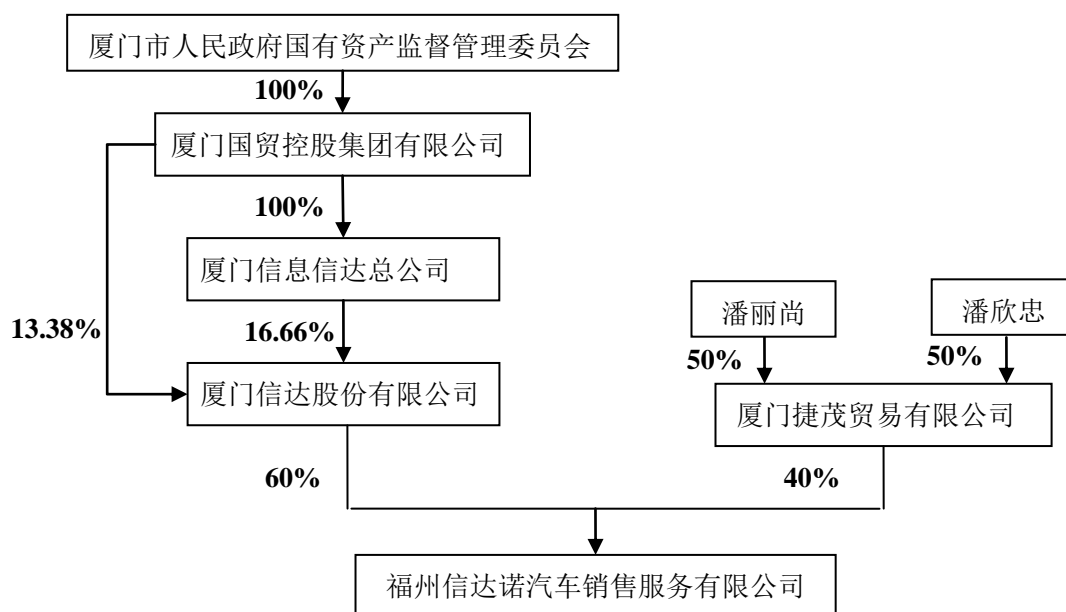 厦门市人民政府国有资产监督管理委员会
100%
厦门国贸控股集团有限公司
100%
厦门信息信达总公司
潘丽尚
潘欣忠
13.38%
16.66%
50%
50%
厦门信达股份有限公司
厦门捷茂贸易有限公司
60%
40%
福州信达诺汽车销售服务有限公司